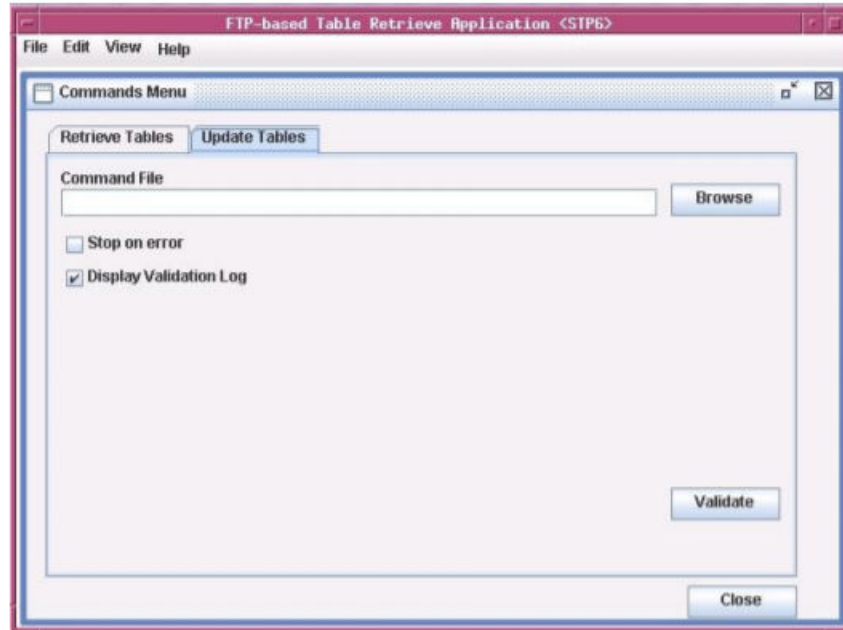 FTP-based Table Retrieve Application <STP6>
File Edit View Help
Commands Menu
Retrieve Tables Update Tables
Command File
Browse
Stop on error
Display Validation Log
Validate
Close